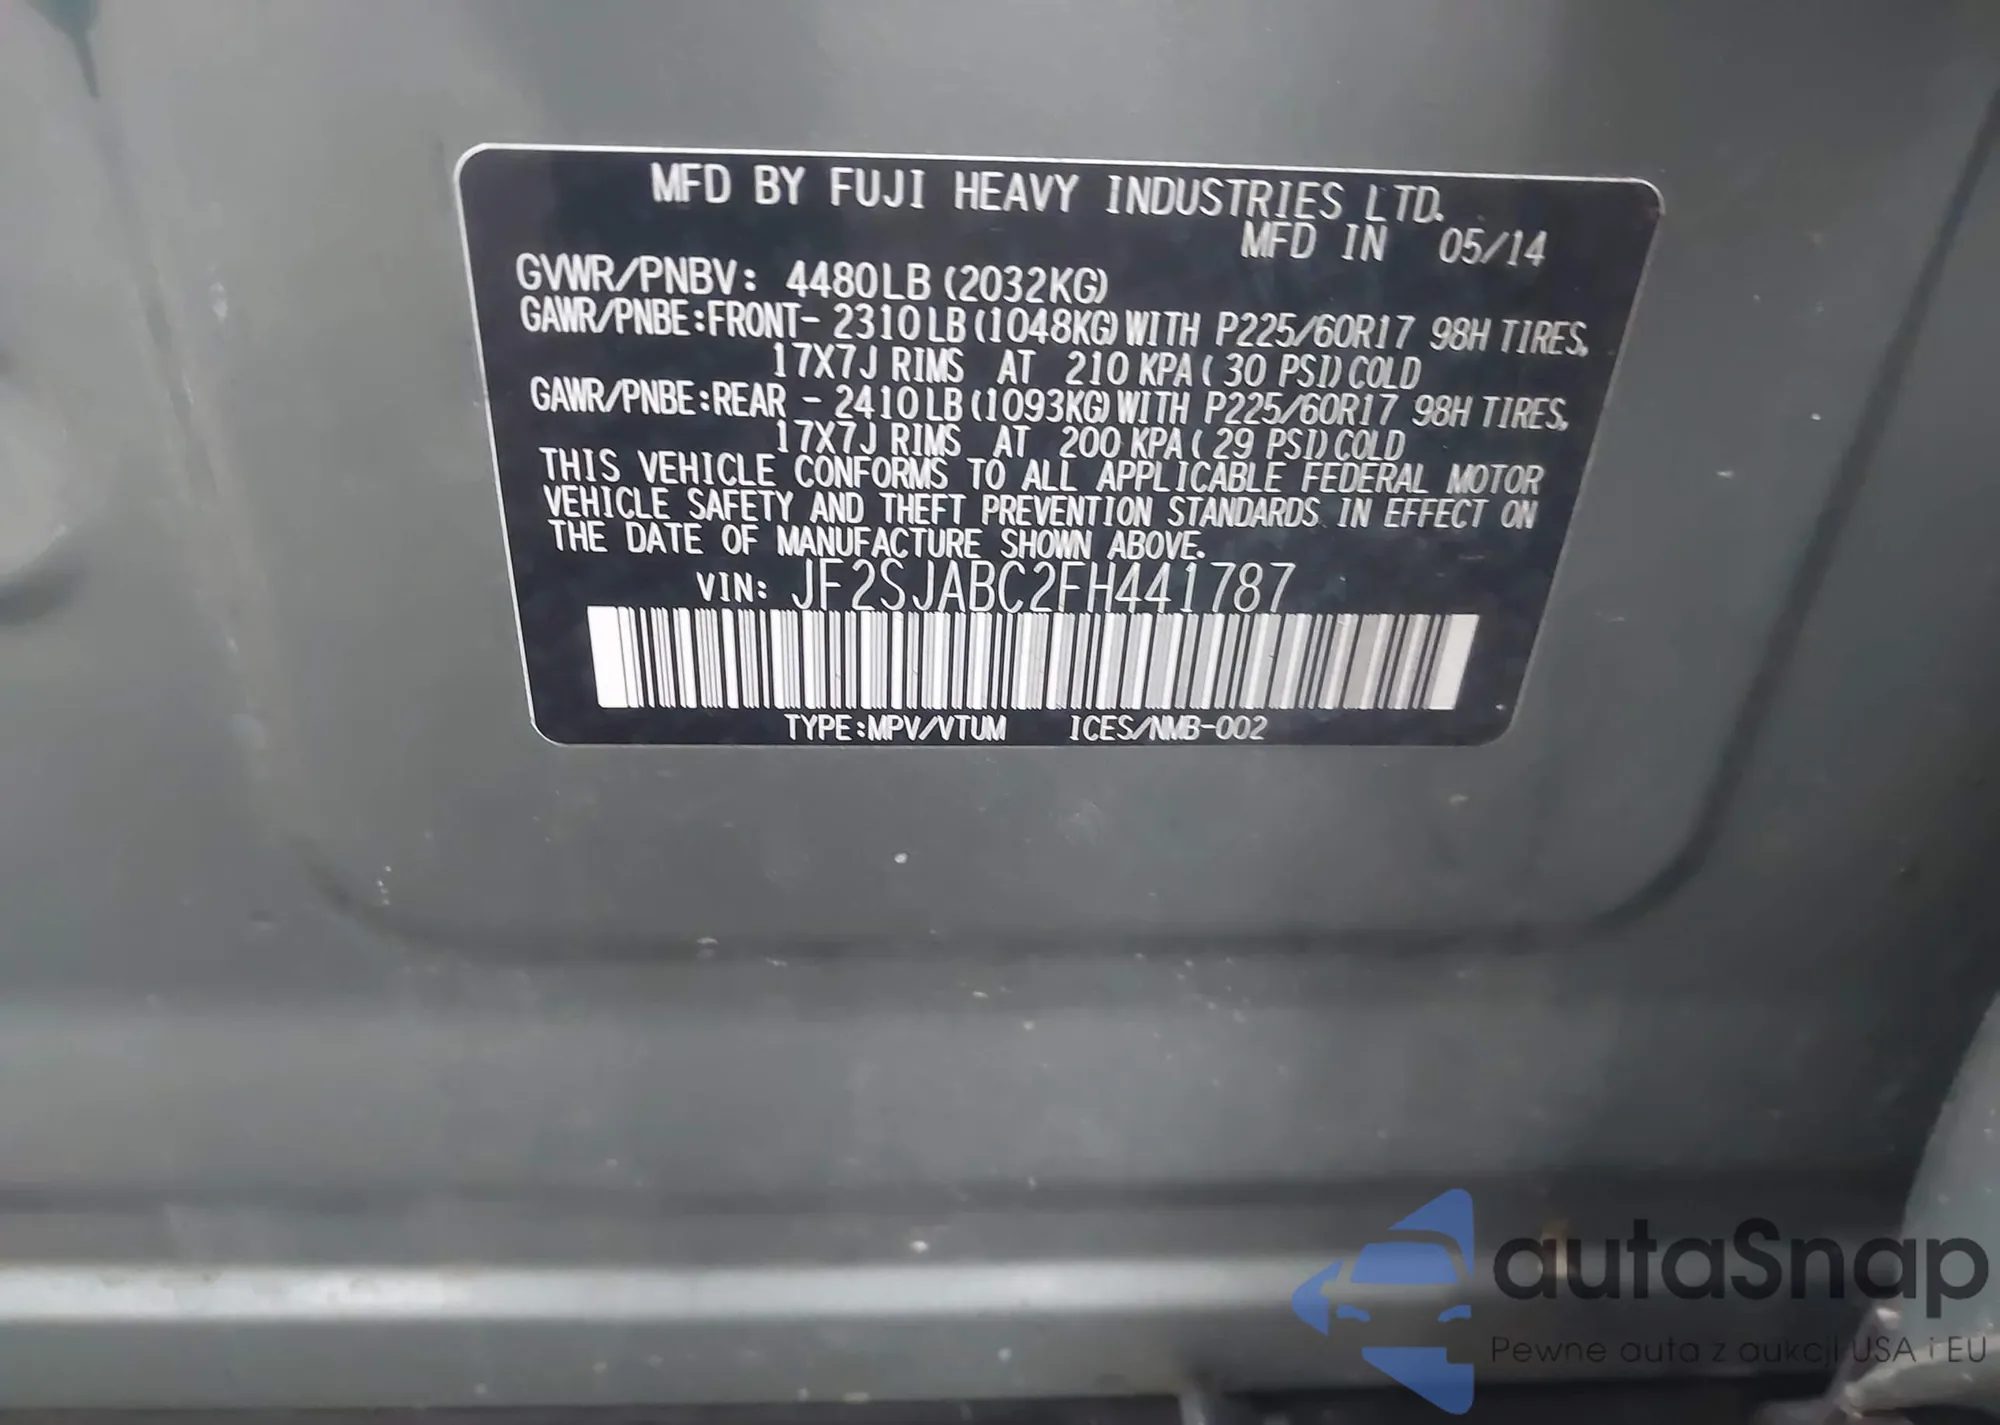 MFD BY FUJI HEAVY INDUSTRIES LTD.
MFD IN 05/14
GVWR/PNBV: 4480LB (2032KG)
GAWR/PNBE:FRONT- 2310LB (1048KG) WITH P225/60R17 98H TIRES,
17X7J RIMS AT 210 KPA ( 30 PSI) COLD
GAWR/PNBE:REAR - 2410LB (1093KG) WITH P225/60R17 98H TIRES,
17X7J RIMS AT 200 KPA ( 29 PSI) COLD
THIS VEHICLE CONFORMS TO ALL APPLICABLE FEDERAL MOTOR
VEHICLE SAFETY AND THEFT PREVENTION STANDARDS IN EFFECT ON
THE DATE OF MANUFACTURE SHOWN ABOVE.
VIN: JF2SJABC2FH441787
TYPE:MPV/VTUM ICES/NMB-002
autaSnap
Pewne auta z aukcji USA i EU